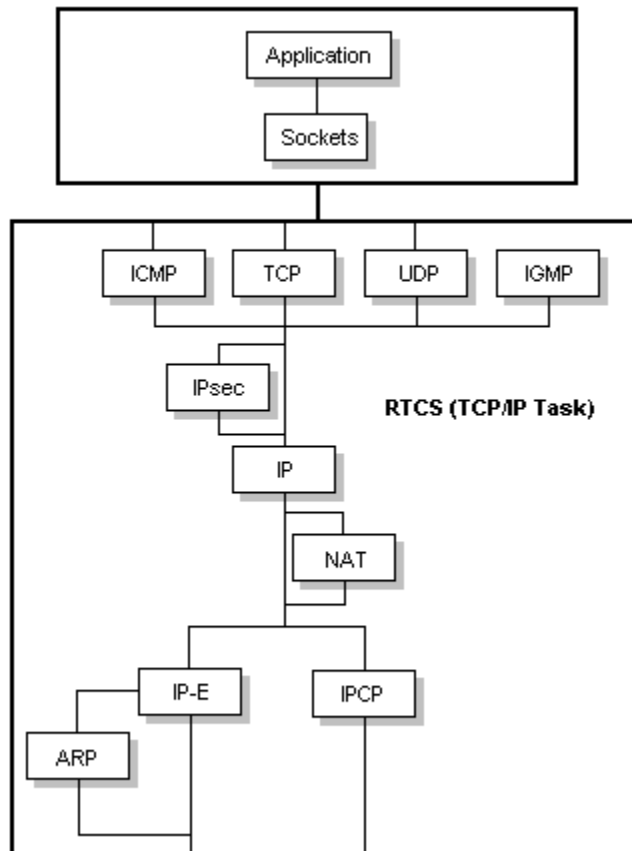 Application
Sockets
ICMP
TCP
UDP
IGMP
IPsec
RTCS (TCP/IP Task)
IP
NAT
IP-E
IPCP
ARP